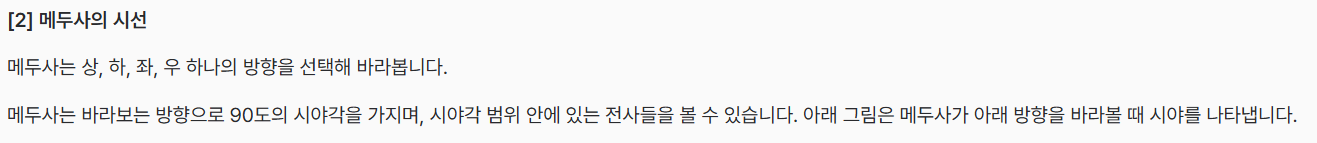 [2] 메두사의 시선
메두사는 상, 하, 좌, 우 하나의 방향을 선택해 바라봅니다.
메두사는 바라보는 방향으로 90도의 시야각을 가지며, 시야각 범위 안에 있는 전사들을 볼 수 있습니다. 아래 그림은 메두사가 아래 방향을 바라볼 때 시야를 나타냅니다.